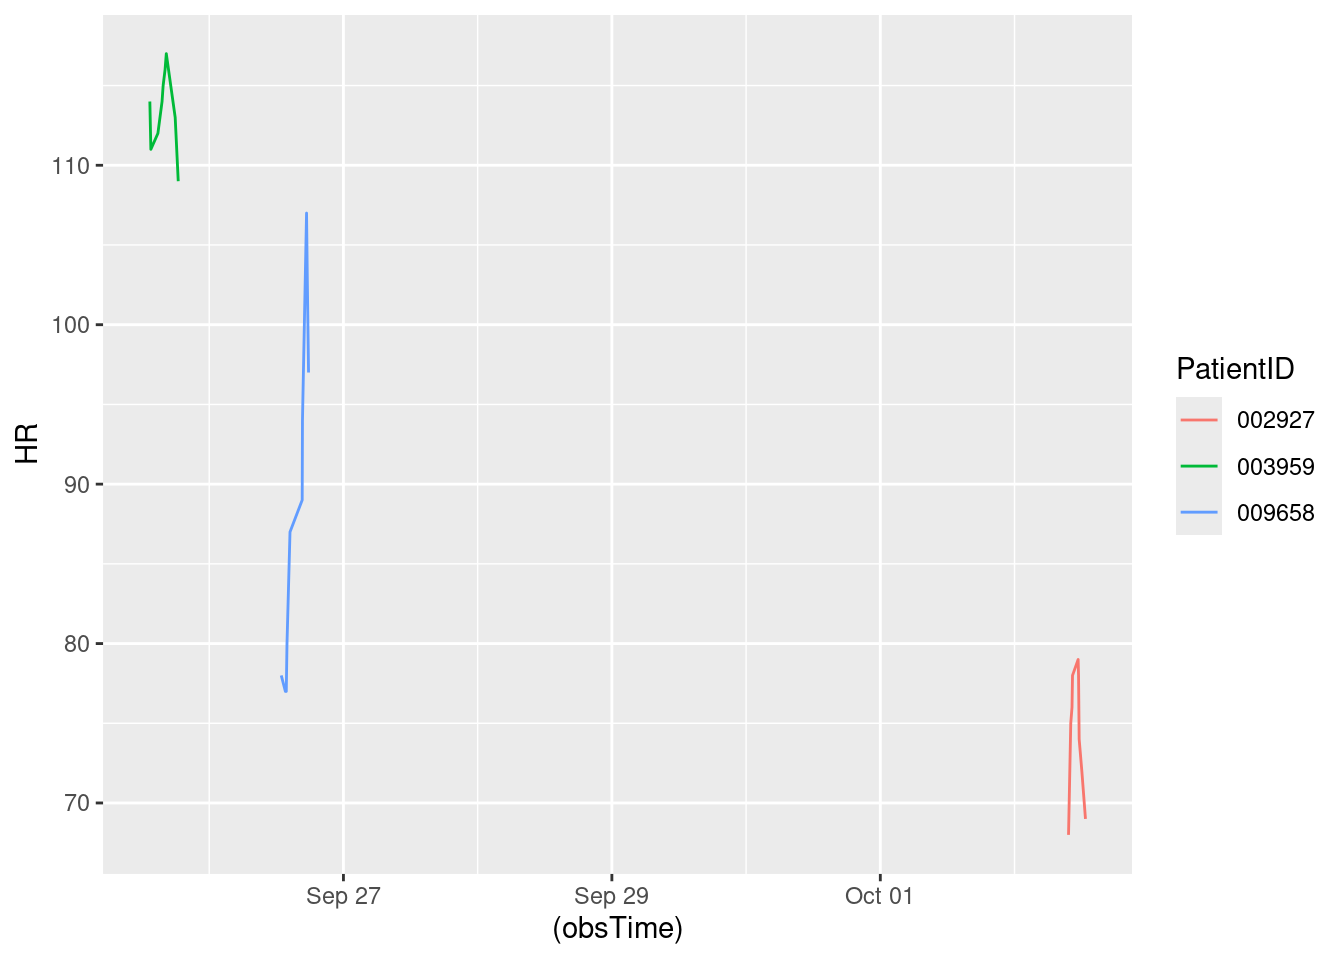 110
100
90
80
70
HR
Sep 27
Sep 29
Oct 01
(obsTime)
PatientID
002927
003959
009658